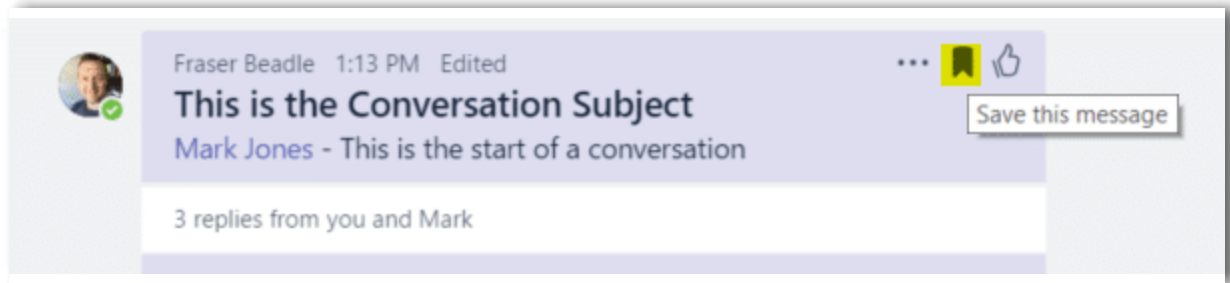 Fraser Beadle 1:13 PM Edited
This is the Conversation Subject
Save this message
Mark Jones - This is the start of a conversation
3 replies from you and Mark